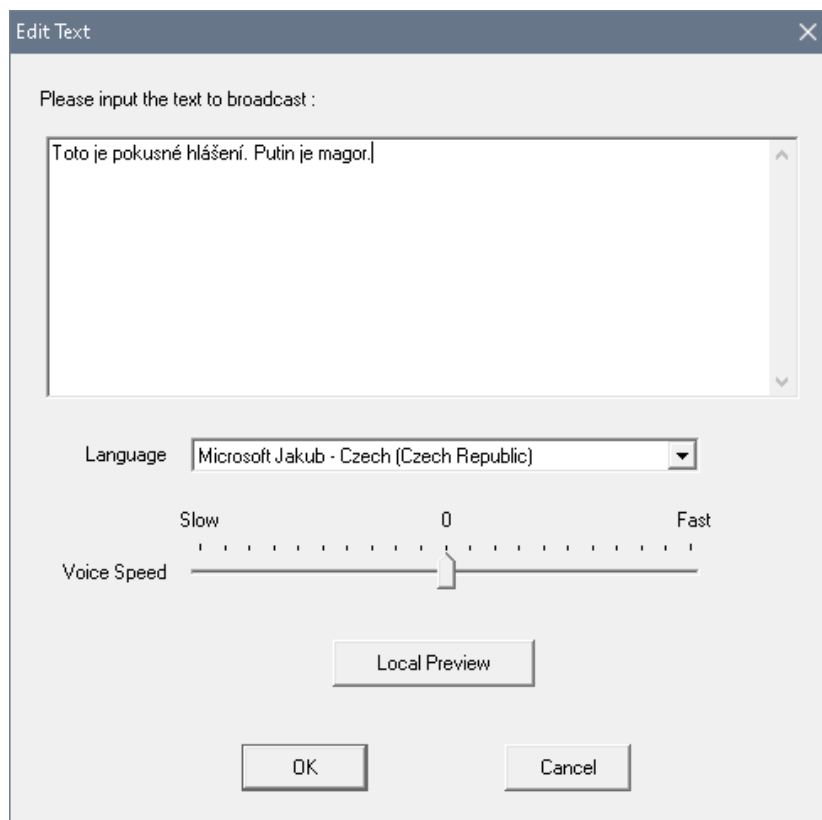 Edit Text
Please input the text to broadcast :
Toto je pokusné hlášení. Putin je magor.
Language
Microsoft Jakub - Czech (Czech Republic)
Slow 0 Fast
Voice Speed
Local Preview
OK Cancel